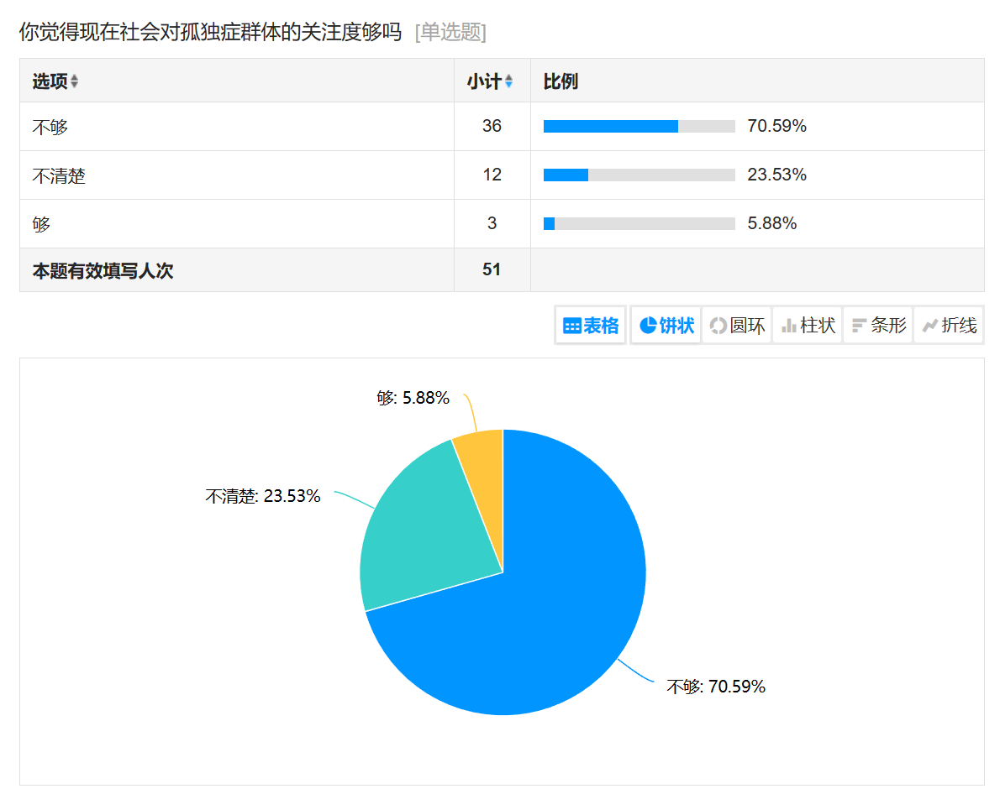 你觉得现在社会对孤独症群体的关注度够吗 [单选题]
选项 小计 比例
不够 36 70.59%
不清楚 12 23.53%
够 3 5.88%
本题有效填写人次 51
表格 饼状 圆环 柱状 条形 折线
够: 5.88%
不清楚: 23.53%
不够: 70.59%